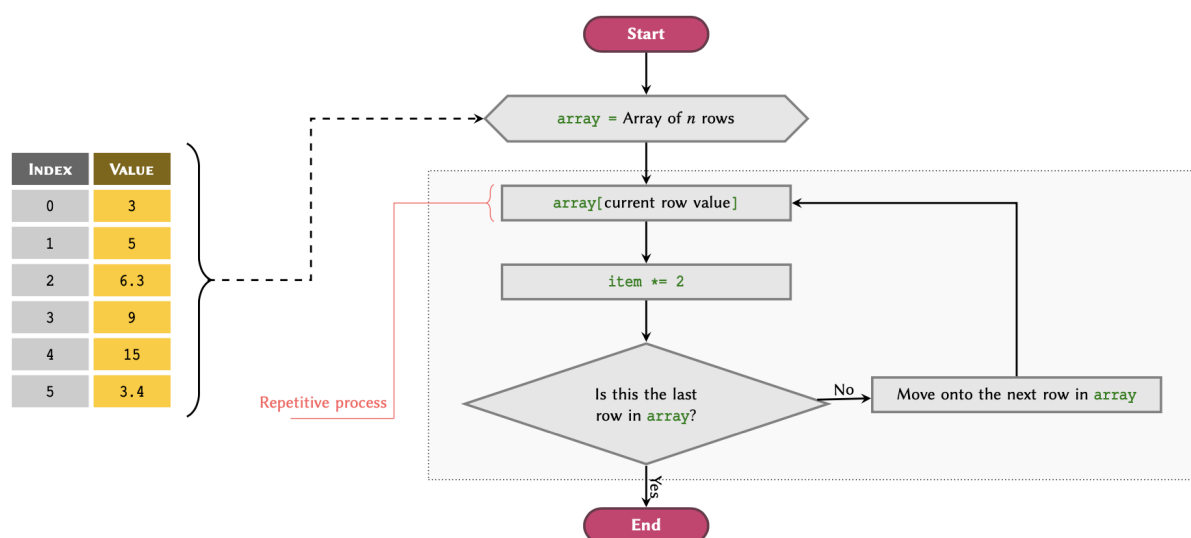 Start
array = Array of n rows
INDEX VALUE
0 3
1 5
2 6.3
3 9
4 15
5 3.4
array[current row value]
item *= 2
Repetitive process
Is this the last
row in array?
No
Move onto the next row in array
Yes
End